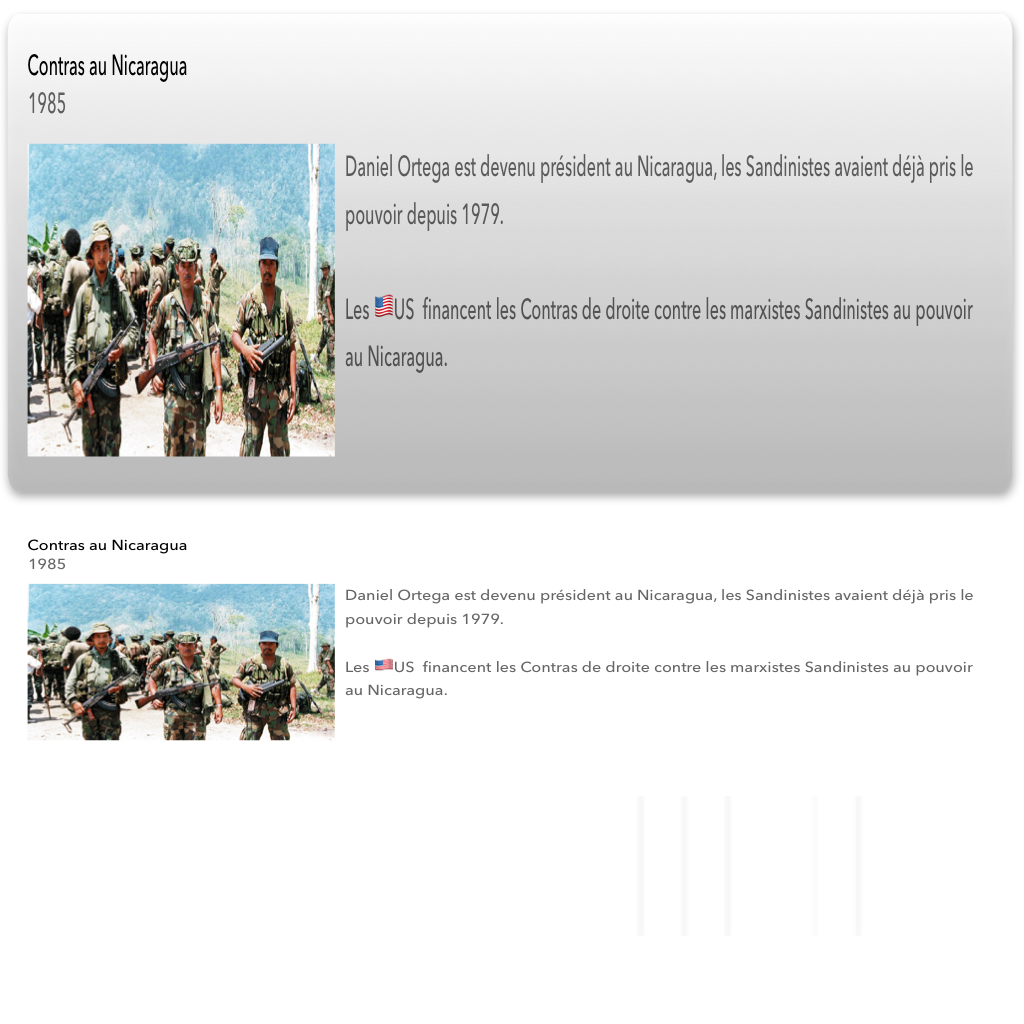 Contras au Nicaragua
1985
Daniel Ortega est devenu président au Nicaragua, les Sandinistes avaient déjà pris le
pouvoir depuis 1979.
Les 🇺🇸US financent les Contras de droite contre les marxistes Sandinistes au pouvoir
au Nicaragua.
Contras au Nicaragua
1985
Daniel Ortega est devenu président au Nicaragua, les Sandinistes avaient déjà pris le
pouvoir depuis 1979.
Les 🇺🇸US financent les Contras de droite contre les marxistes Sandinistes au pouvoir
au Nicaragua.